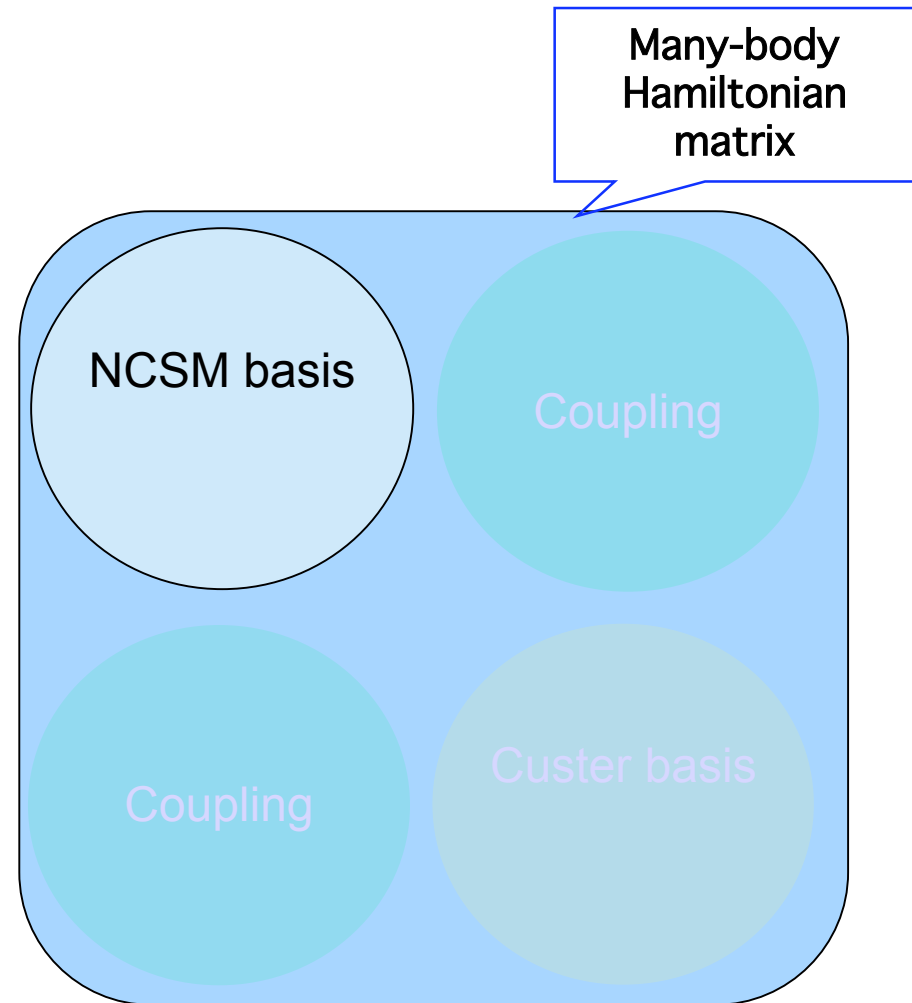 Many-body
Hamiltonian
matrix
NCSM basis
Coupling
Custer basis
Coupling